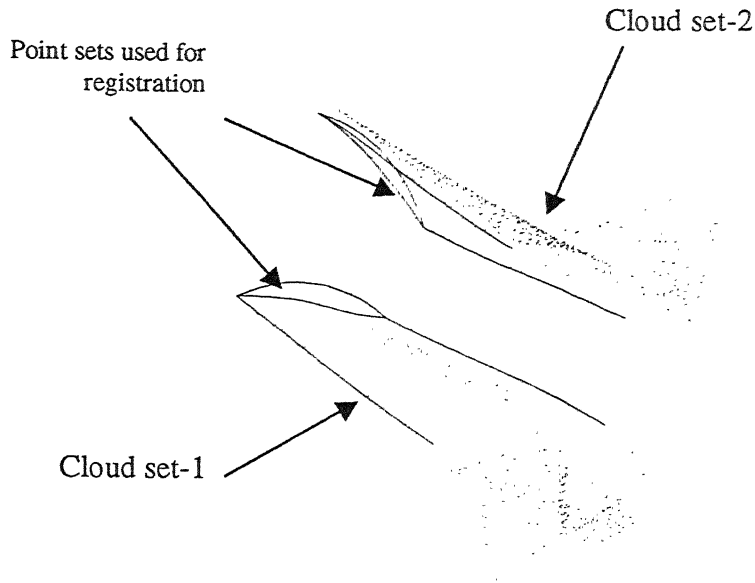 Cloud set-2
Point sets used for
registration
Cloud set-1